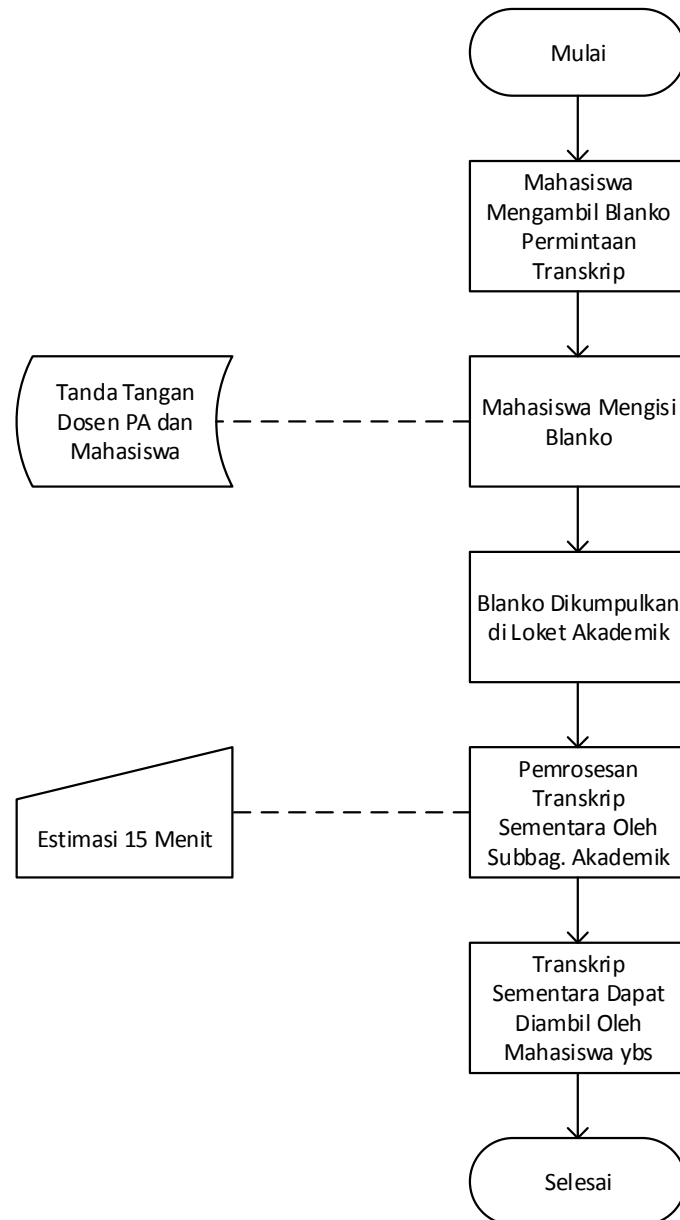 Mulai
Mahasiswa
Mengambil Blanko
Permintaan
Transkrip
Tanda Tangan
Dosen PA dan
Mahasiswa
Mahasiswa Mengisi
Blanko
Blanko Dikumpulkan
di Loket Akademik
Estimasi 15 Menit
Pemrosesan
Transkrip
Sementara Oleh
Subbag. Akademik
Transkrip
Sementara Dapat
Diambil Oleh
Mahasiswa ybs
Selesai